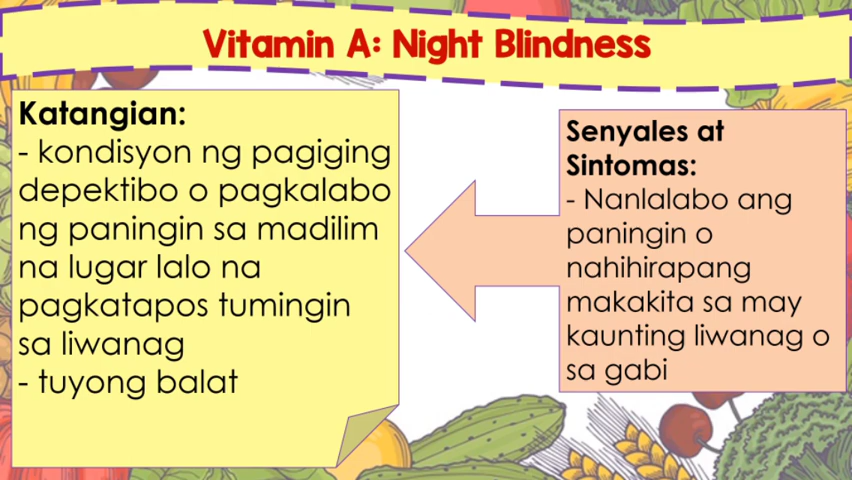 Vitamin A: Night Blindness
Katangian:
- kondisyon ng pagiging
depektibo o pagkalabo
ng paningin sa madilim
na lugar lalo na
pagkatapos tumingin
sa liwanag
- tuyong balat
Senyales at
Sintomas:
- Nanlalabo ang
paningin o
nahihirapang
makakita sa may
kaunting liwanag o
sa gabi